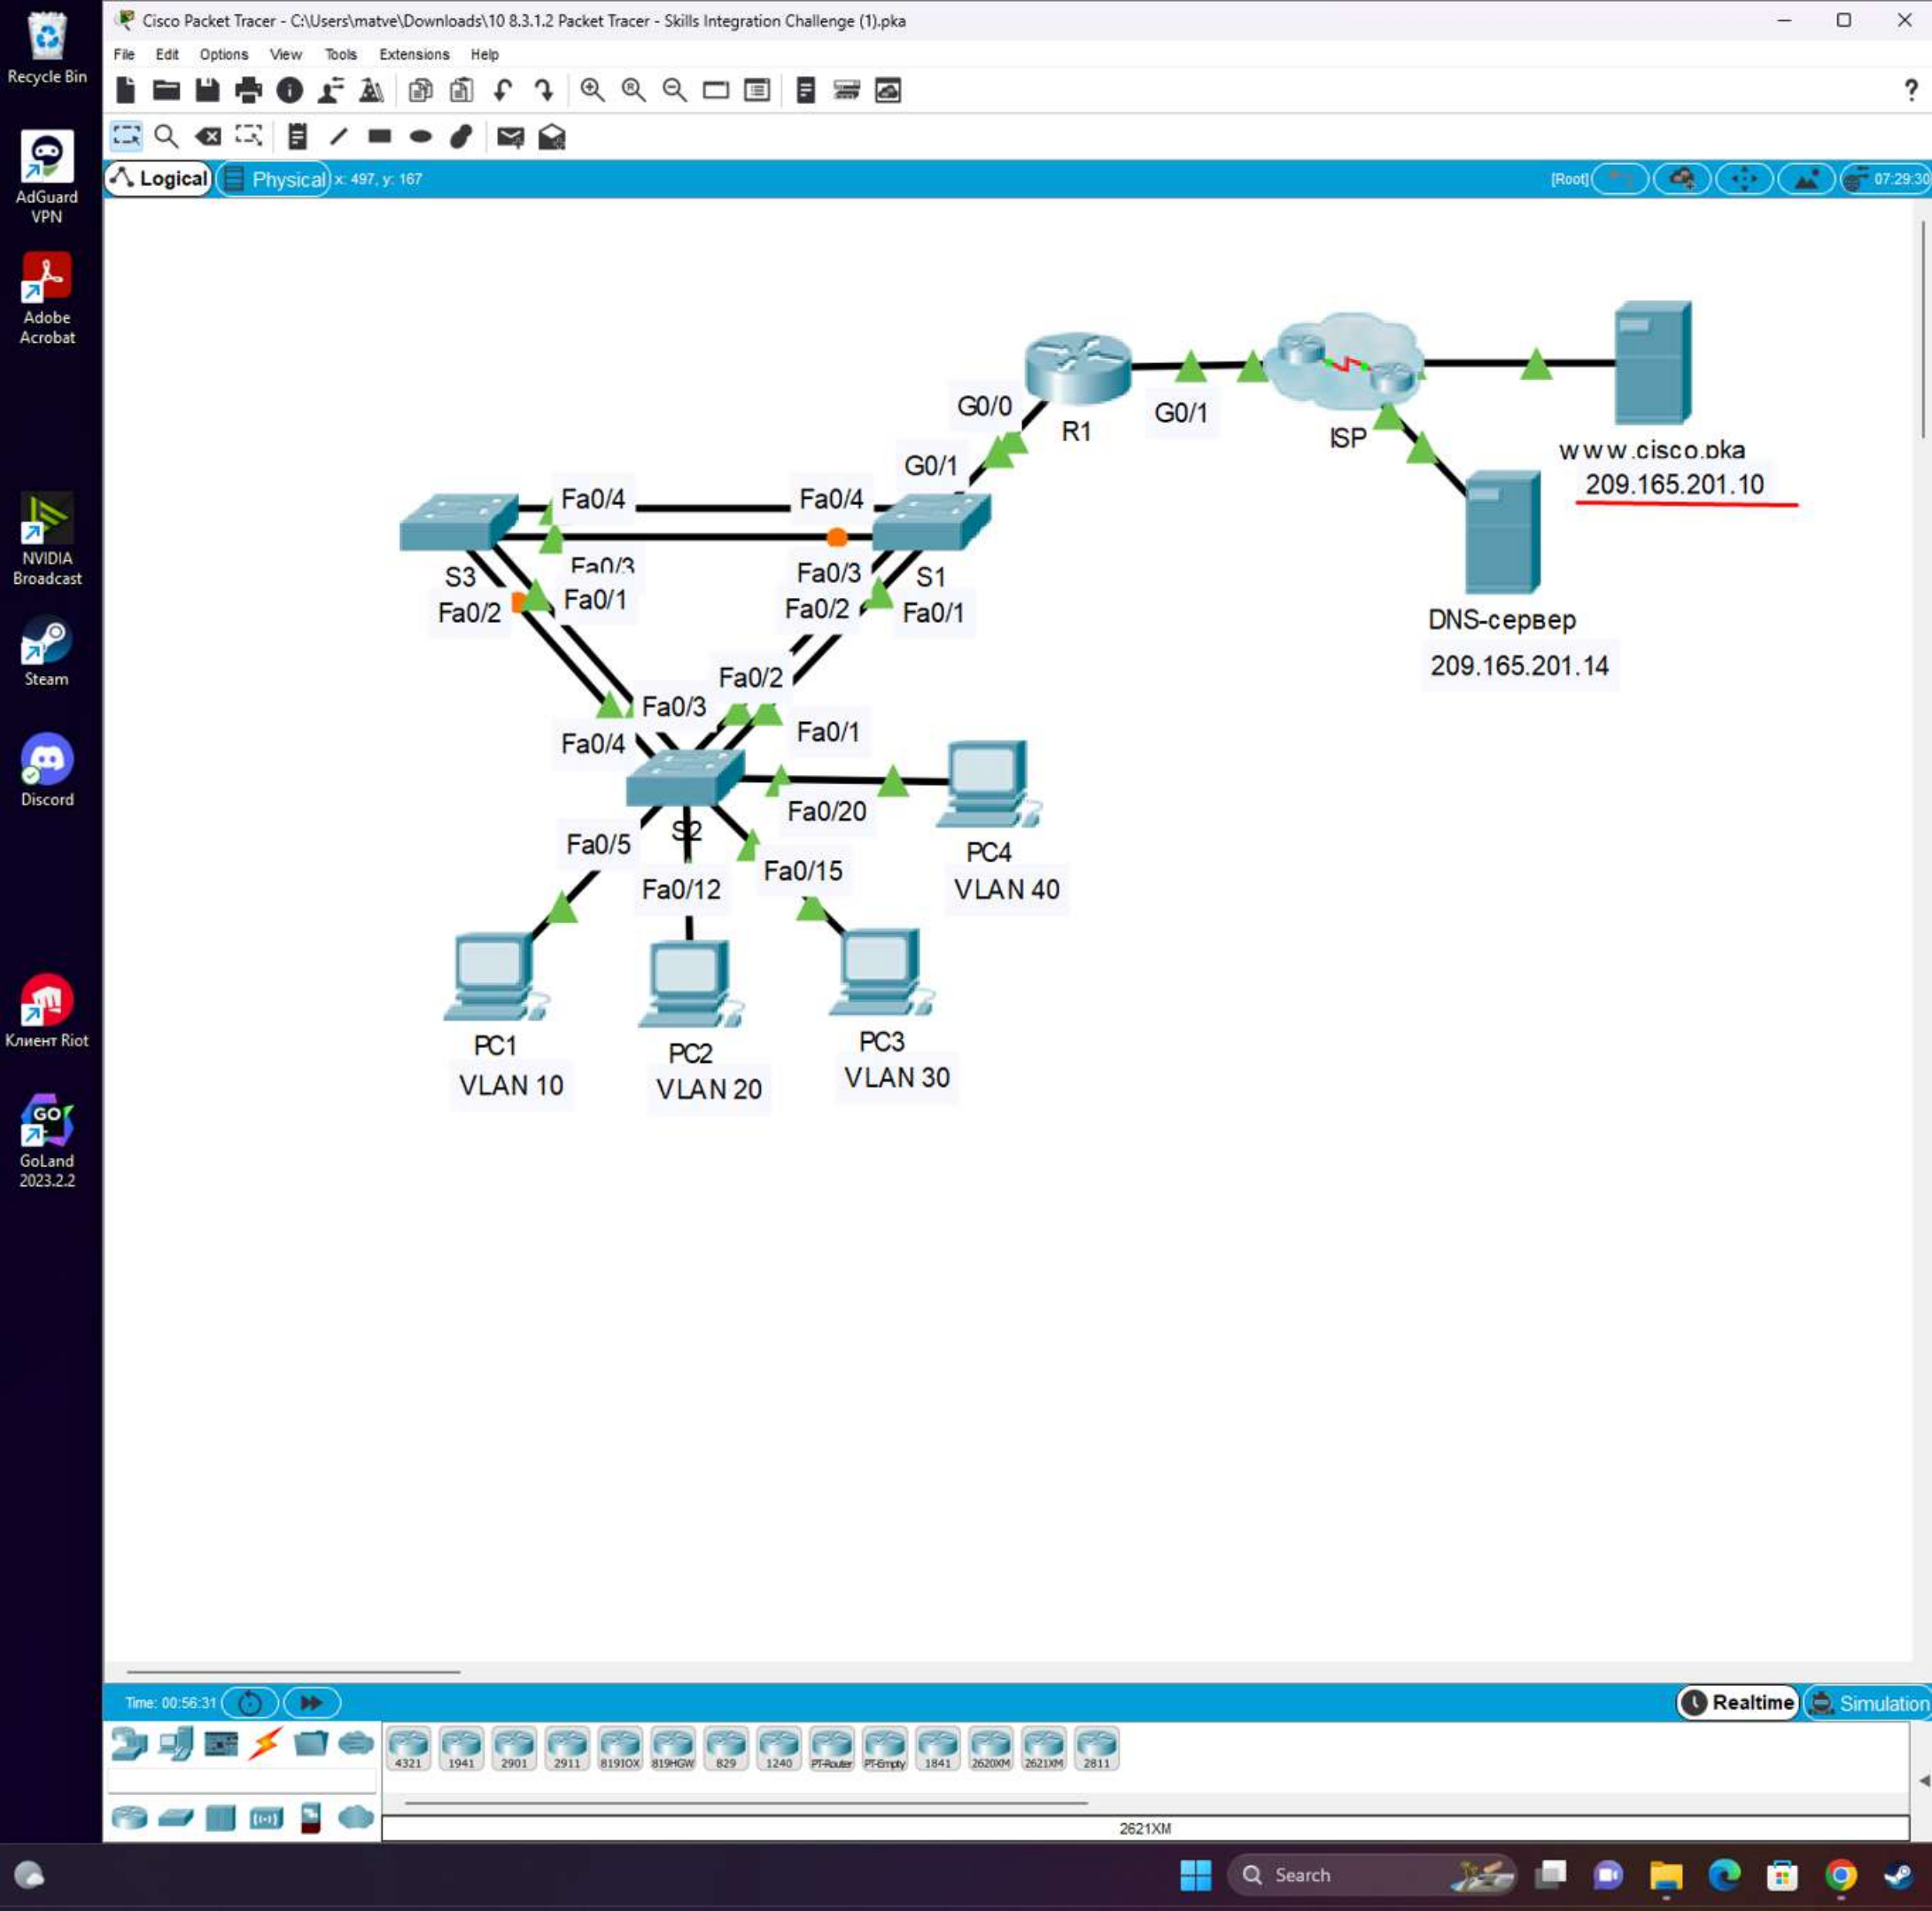 Cisco Packet Tracer - C:\Users\matve\Downloads\10 8.3.1.2 Packet Tracer - Skills Integration Challenge (1).pka
File Edit Options View Tools Extensions Help
Recycle Bin
AdGuard
VPN
Adobe
Acrobat
NVIDIA
Broadcast
Steam
Discord
Клиент Riot
GoLand
2023.2.2
Logical Physical x: 497, y: 167 [Root] 07:29:30
G0/0
R1
G0/1
ISP
www.cisco.pka
209.165.201.10
DNS-сервер
209.165.201.14
G0/1
Fa0/4
Fa0/4
Fa0/3
Fa0/3
S3
S1
Fa0/2
Fa0/1
Fa0/2
Fa0/1
Fa0/2
Fa0/3
Fa0/1
Fa0/4
S2
Fa0/20
Fa0/5
Fa0/12
Fa0/15
PC4
VLAN 40
PC1
VLAN 10
PC2
VLAN 20
PC3
VLAN 30
Time: 00:56:31
Realtime Simulation
4321 1941 2901 2911 819IOX 819HGW 829 1240 PT-Router PT-Empty 1841 2620XM 2621XM 2811
2621XM
Search